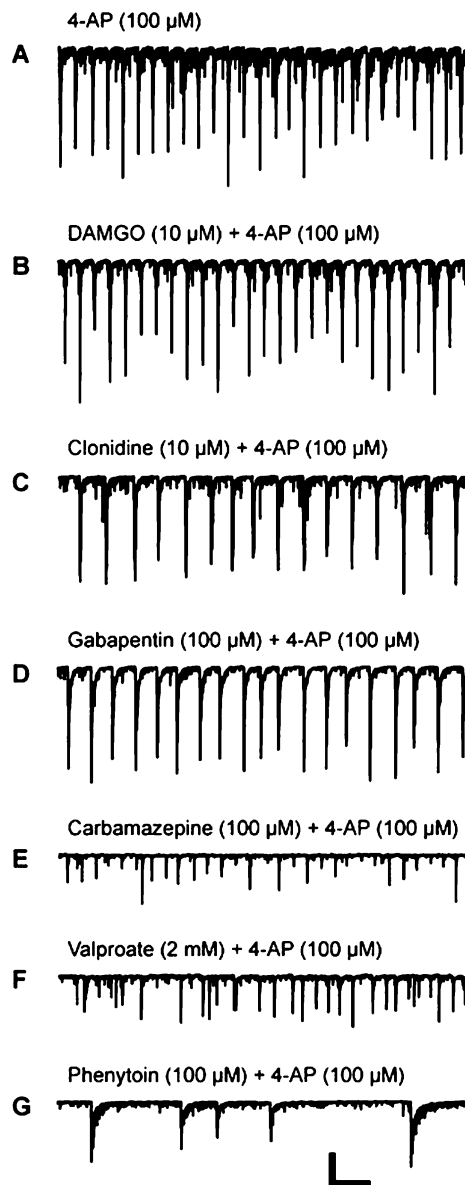 4-AP (100 µM)
A
DAMGO (10 µM) + 4-AP (100 µM)
B
Clonidine (10 µM) + 4-AP (100 µM)
C
Gabapentin (100 µM) + 4-AP (100 µM)
D
Carbamazepine (100 µM) + 4-AP (100 µM)
E
Valproate (2 mM) + 4-AP (100 µM)
F
Phenytoin (100 µM) + 4-AP (100 µM)
G